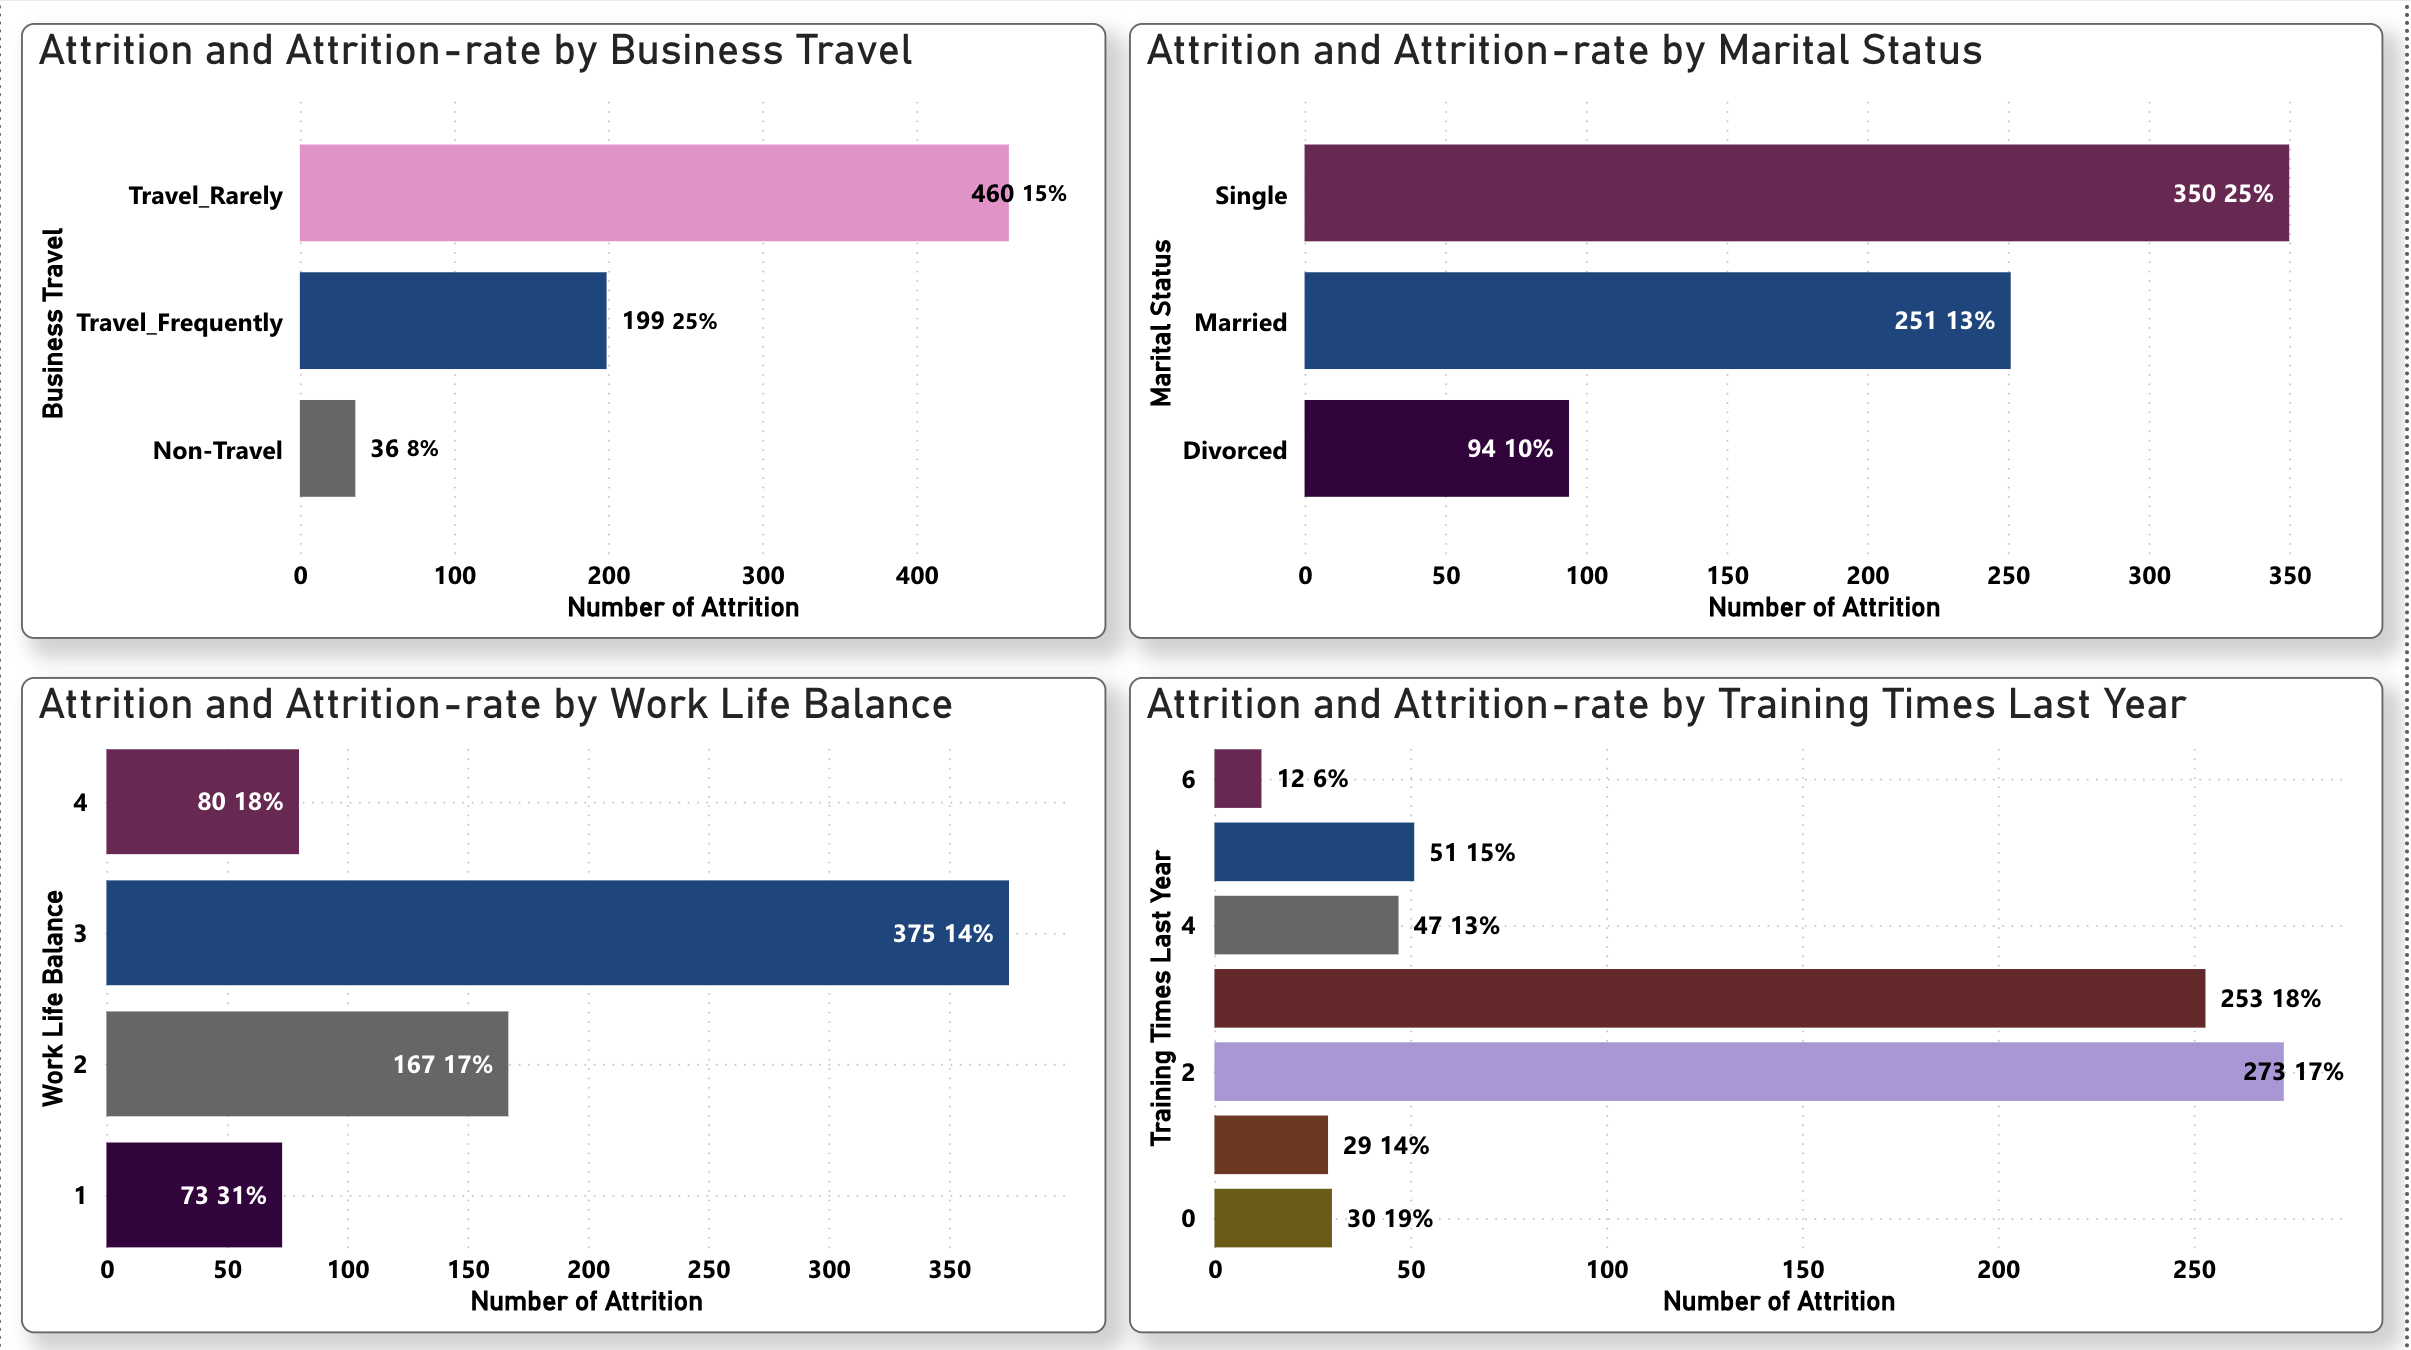 Attrition and Attrition-rate by Business Travel
Business Travel
Travel_Rarely
460 15%
Travel_Frequently
199 25%
Non-Travel
36 8%
0 100 200 300 400
Number of Attrition
Attrition and Attrition-rate by Marital Status
Marital Status
Single
350 25%
Married
251 13%
Divorced
94 10%
0 50 100 150 200 250 300 350
Number of Attrition
Attrition and Attrition-rate by Work Life Balance
Work Life Balance
4
80 18%
3
375 14%
2
167 17%
1
73 31%
0 50 100 150 200 250 300 350
Number of Attrition
Attrition and Attrition-rate by Training Times Last Year
Training Times Last Year
6
12 6%
51 15%
4
47 13%
253 18%
2
273 17%
29 14%
0
30 19%
0 50 100 150 200 250
Number of Attrition